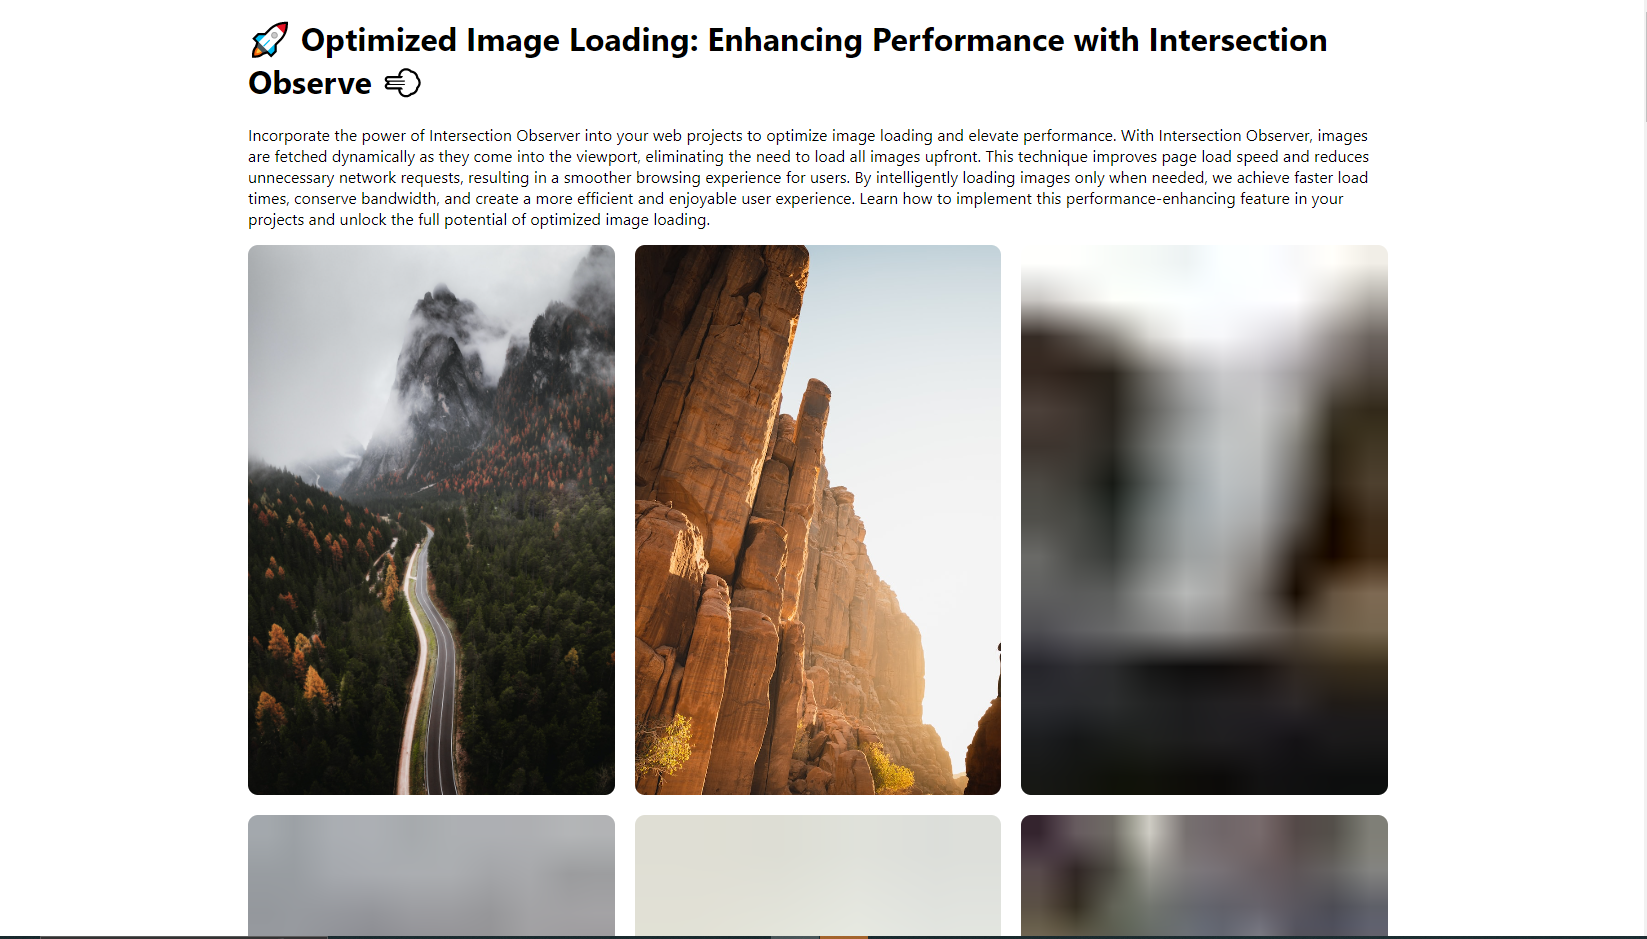 🚀 Optimized Image Loading: Enhancing Performance with Intersection
Observe 💨
Incorporate the power of Intersection Observer into your web projects to optimize image loading and elevate performance. With Intersection Observer, images
are fetched dynamically as they come into the viewport, eliminating the need to load all images upfront. This technique improves page load speed and reduces
unnecessary network requests, resulting in a smoother browsing experience for users. By intelligently loading images only when needed, we achieve faster load
times, conserve bandwidth, and create a more efficient and enjoyable user experience. Learn how to implement this performance-enhancing feature in your
projects and unlock the full potential of optimized image loading.